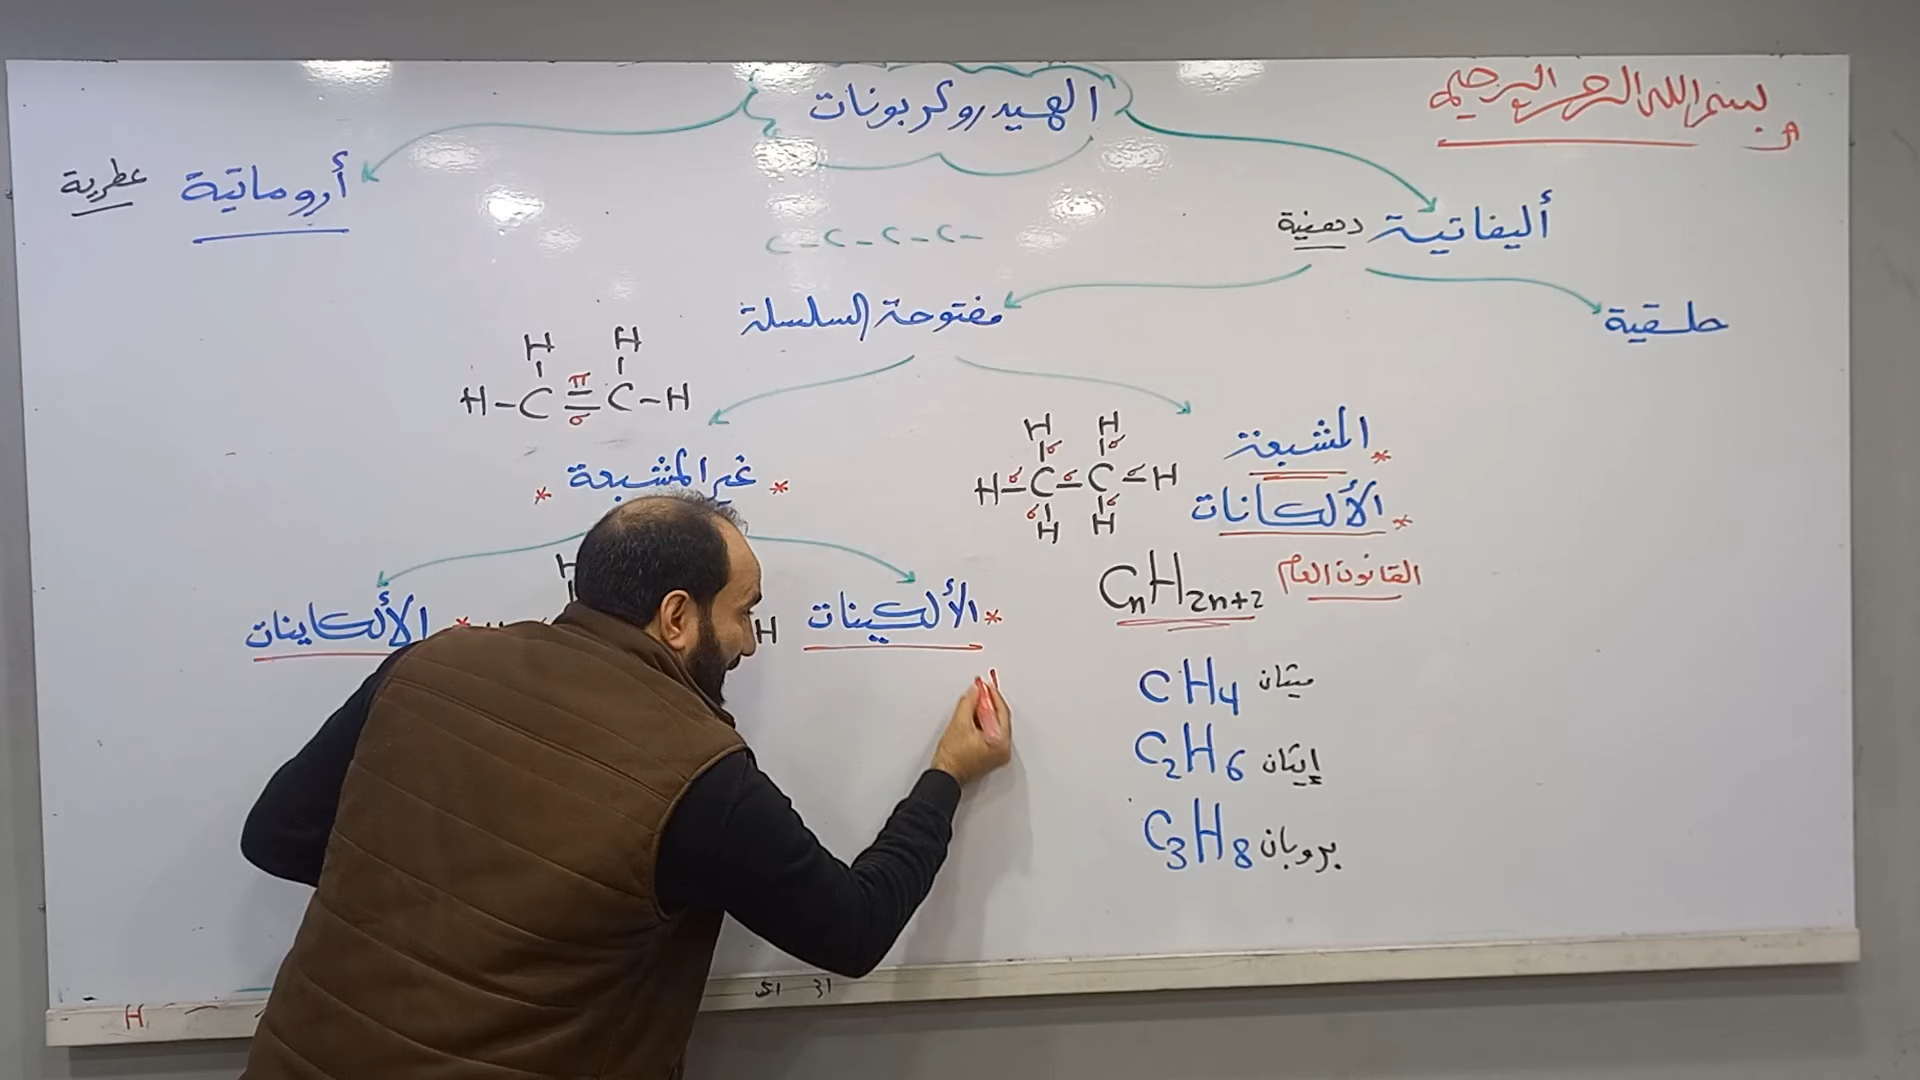 بسم الله الرحمن الرحيم
الهيدروكربونات
أليفاتية دهنية
أروماتية عطرية
C-C-C-C-
حلقية
مفتوحة السلسلة
H H
H-C=C-H
π
σ
المشبعة *
الألكانات *
H H
H-C-C-H
H H
σ σ σ σ σ σ σ
القانون العام
CnH2n+2
CH4 ميثان
C2H6 إيثان
C3H8 بروبان
* غير المشبعة *
* الألكينات
H
H
* الألكاينات
H